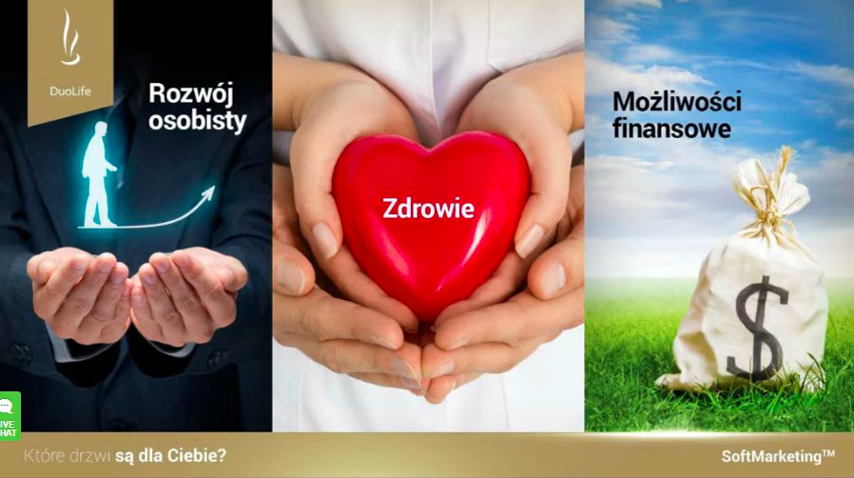 DuoLife
Rozwój
osobisty
Zdrowie
Możliwości
finansowe
$
Które drzwi są dla Ciebie?
SoftMarketing™